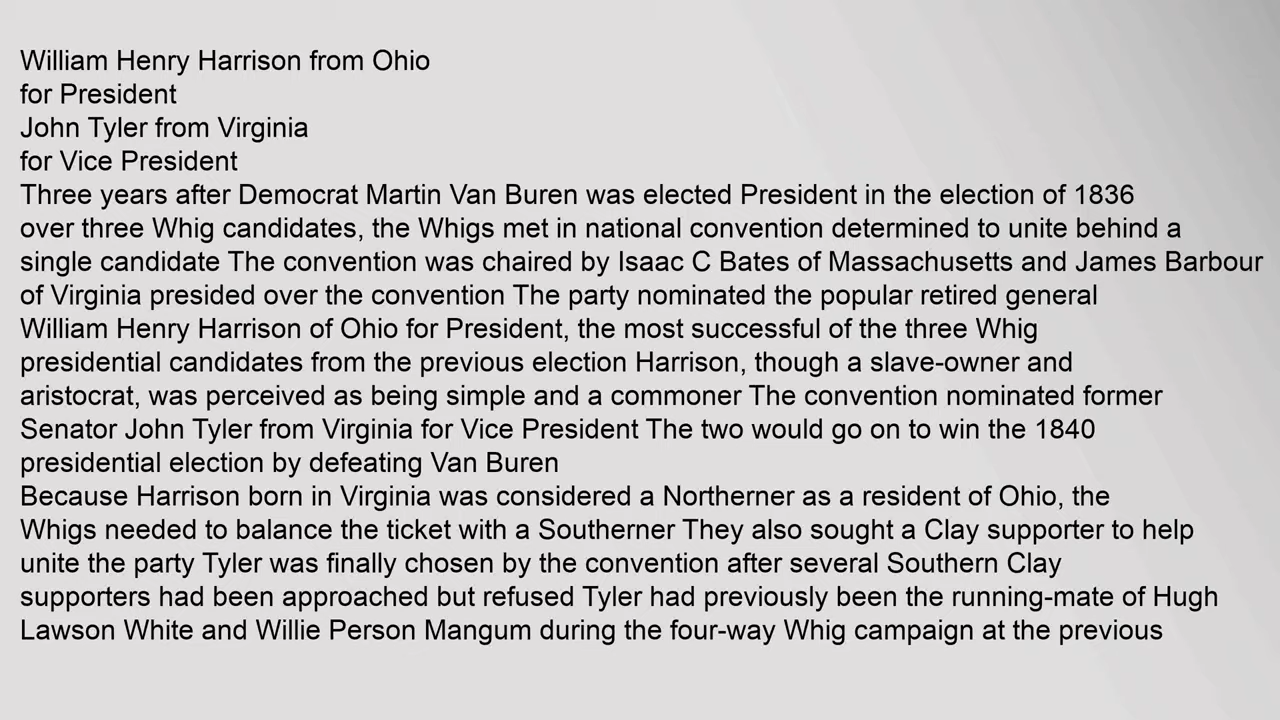 William Henry Harrison from Ohio
for President
John Tyler from Virginia
for Vice President
Three years after Democrat Martin Van Buren was elected President in the election of 1836
over three Whig candidates, the Whigs met in national convention determined to unite behind a
single candidate The convention was chaired by Isaac C Bates of Massachusetts and James Barbour
of Virginia presided over the convention The party nominated the popular retired general
William Henry Harrison of Ohio for President, the most successful of the three Whig
presidential candidates from the previous election Harrison, though a slave-owner and
aristocrat, was perceived as being simple and a commoner The convention nominated former
Senator John Tyler from Virginia for Vice President The two would go on to win the 1840
presidential election by defeating Van Buren
Because Harrison born in Virginia was considered a Northerner as a resident of Ohio, the
Whigs needed to balance the ticket with a Southerner They also sought a Clay supporter to help
unite the party Tyler was finally chosen by the convention after several Southern Clay
supporters had been approached but refused Tyler had previously been the running-mate of Hugh
Lawson White and Willie Person Mangum during the four-way Whig campaign at the previous